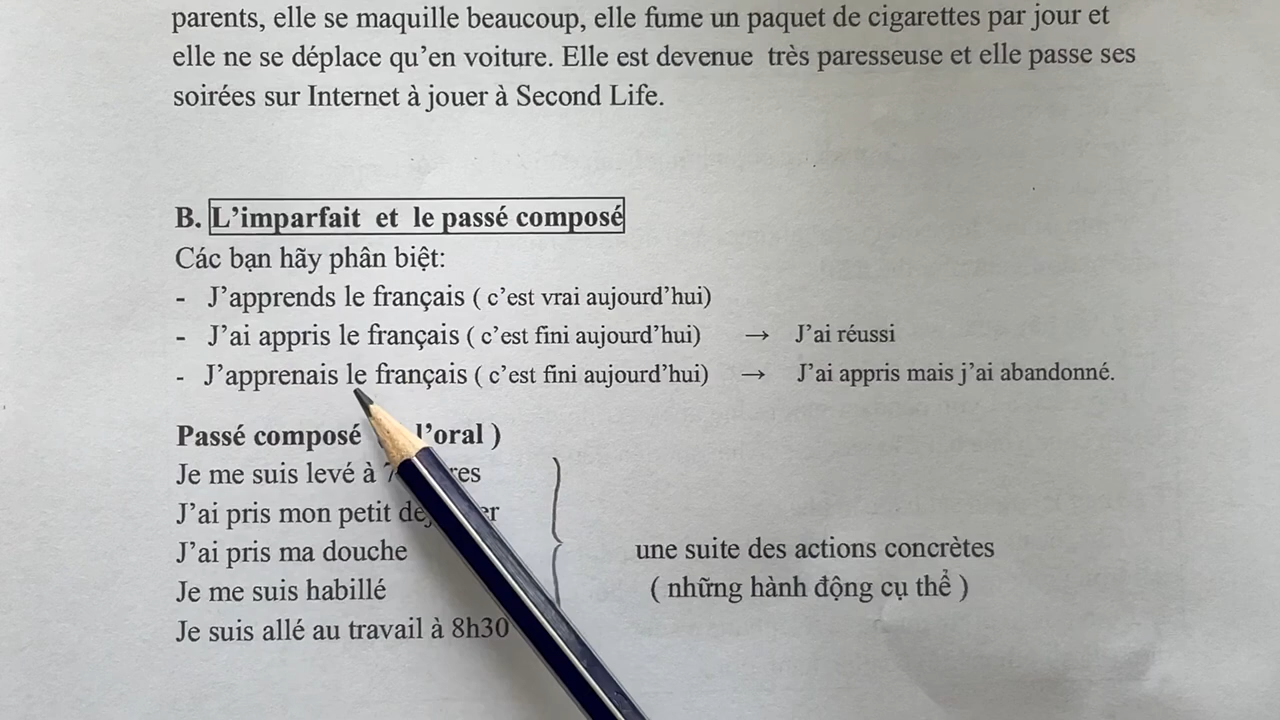 parents, elle se maquille beaucoup, elle fume un paquet de cigarettes par jour et
elle ne se déplace qu'en voiture. Elle est devenue très paresseuse et elle passe ses
soirées sur Internet à jouer à Second Life.
B. L'imparfait et le passé composé
Các bạn hãy phân biệt:
- J'apprends le français ( c'est vrai aujourd'hui)
- J'ai appris le français ( c'est fini aujourd'hui) → J'ai réussi
- J'apprenais le français ( c'est fini aujourd'hui) → J'ai appris mais j'ai abandonné.
Passé composé l'oral )
Je me suis levé à
J'ai pris mon petit
J'ai pris ma douche
une suite des actions concrètes
Je me suis habillé
( những hành động cụ thể )
Je suis allé au travail à 8h30